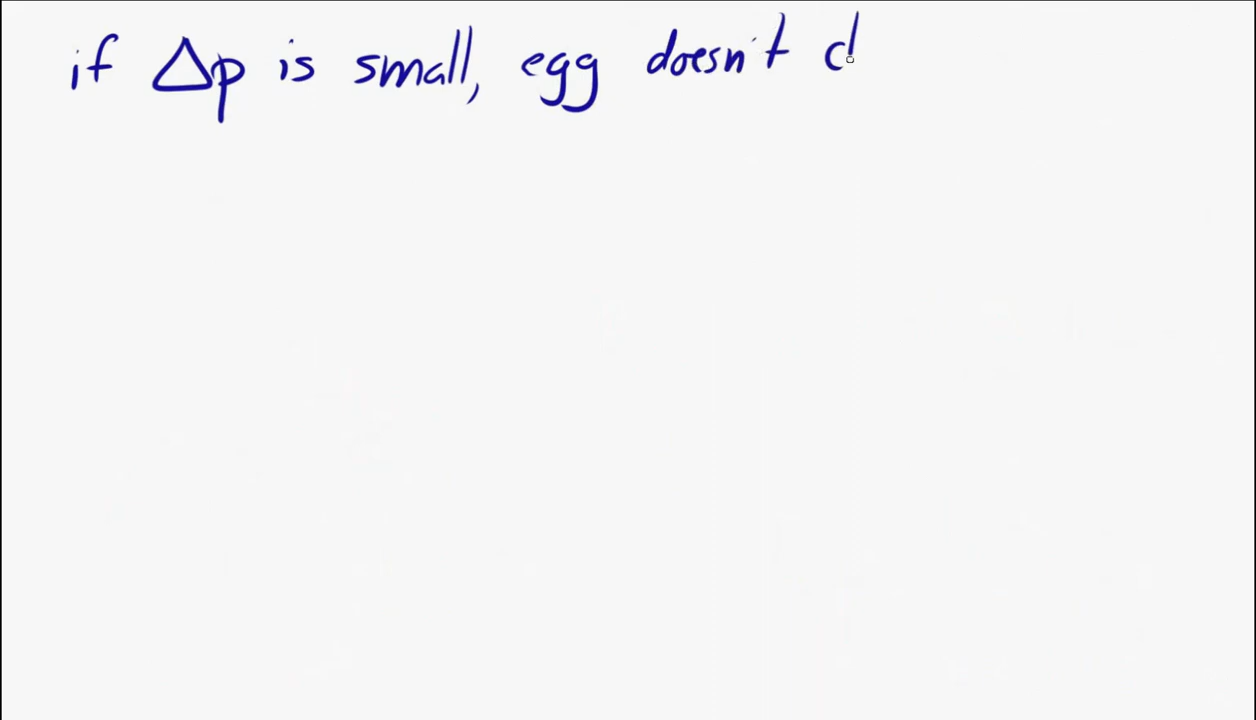 if Δp is small, egg doesn't d